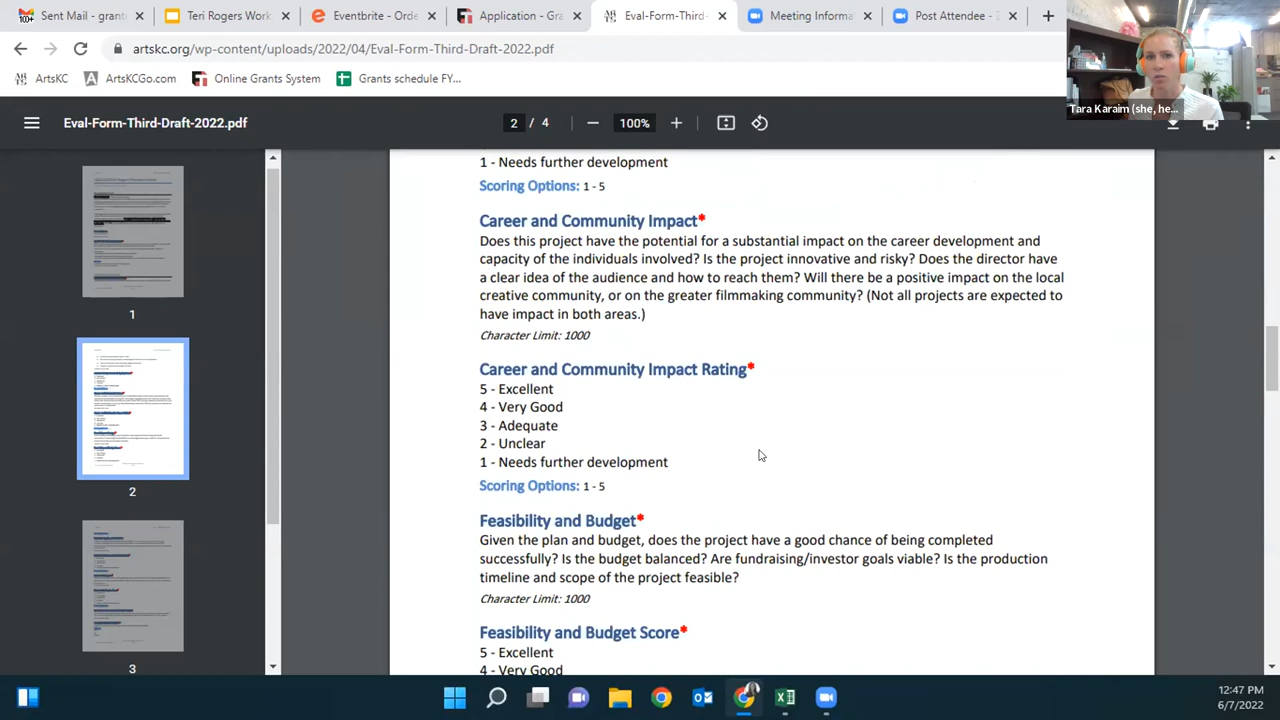 Sent Mail - grant
Teri Rogers Work
Eventbrite - Orde
Application - Gra
Eval-Form-Third-
Meeting Informa
Post Attendee -
artskc.org/wp-content/uploads/2022/04/Eval-Form-Third-Draft-2022.pdf
ArtsKC
ArtsKCGo.com
Online Grants System
Grants schedule FY...
Tara Karaim (she, he...
Eval-Form-Third-Draft-2022.pdf
2 / 4
100%
1 - Needs further development
Scoring Options: 1 - 5
Career and Community Impact*
Does this project have the potential for a substantial impact on the career development and
capacity of the individuals involved? Is the project innovative and risky? Does the director have
a clear idea of the audience and how to reach them? Will there be a positive impact on the local
creative community, or on the greater filmmaking community? (Not all projects are expected to
have impact in both areas.)
Character Limit: 1000
Career and Community Impact Rating*
5 - Excellent
4 - Very Good
3 - Adequate
2 - Unclear
1 - Needs further development
Scoring Options: 1 - 5
Feasibility and Budget*
Given the plan and budget, does the project have a good chance of being completed
successfully? Is the budget balanced? Are fundraising/investor goals viable? Is the production
timeline and scope of the project feasible?
Character Limit: 1000
Feasibility and Budget Score*
5 - Excellent
4 - Very Good
1
2
3
12:47 PM
6/7/2022